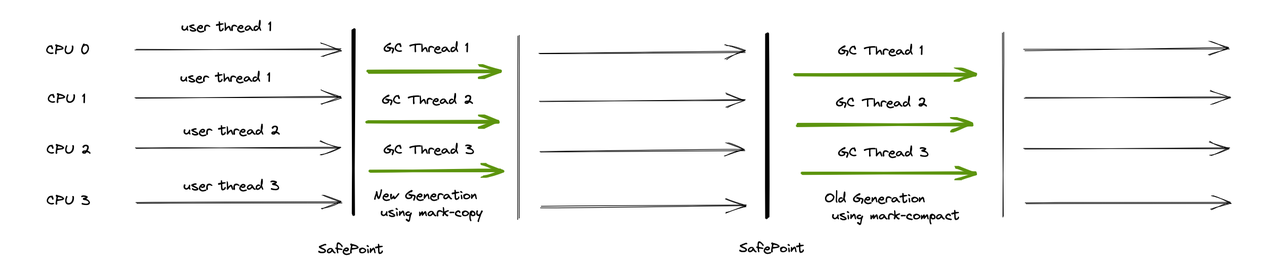 user thread 1
CPU 0
GC Thread 1
GC Thread 1
user thread 1
CPU 1
GC Thread 2
GC Thread 2
user thread 2
CPU 2
GC Thread 3
GC Thread 3
user thread 3
CPU 3
New Generation
using mark-copy
Old Generation
using mark-compact
SafePoint
SafePoint